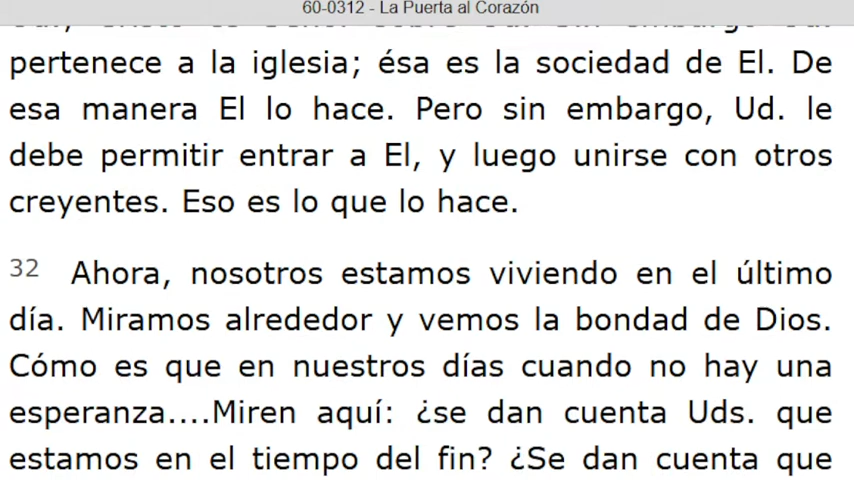 60-0312 - La Puerta al Corazón
pertenece a la iglesia; ésa es la sociedad de El. De
esa manera El lo hace. Pero sin embargo, Ud. le
debe permitir entrar a El, y luego unirse con otros
creyentes. Eso es lo que lo hace.
32 Ahora, nosotros estamos viviendo en el último
día. Miramos alrededor y vemos la bondad de Dios.
Cómo es que en nuestros días cuando no hay una
esperanza....Miren aquí: ¿se dan cuenta Uds. que
estamos en el tiempo del fin? ¿Se dan cuenta que